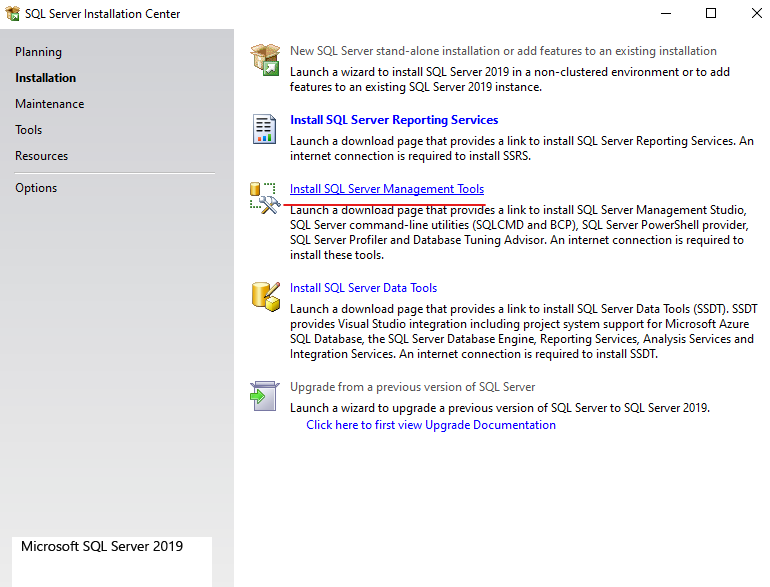 SQL Server Installation Center
Planning
Installation
Maintenance
Tools
Resources
Options
Microsoft SQL Server 2019
New SQL Server stand-alone installation or add features to an existing installation
Launch a wizard to install SQL Server 2019 in a non-clustered environment or to add
features to an existing SQL Server 2019 instance.
Install SQL Server Reporting Services
Launch a download page that provides a link to install SQL Server Reporting Services. An
internet connection is required to install SSRS.
Install SQL Server Management Tools
Launch a download page that provides a link to install SQL Server Management Studio,
SQL Server command-line utilities (SQLCMD and BCP), SQL Server PowerShell provider,
SQL Server Profiler and Database Tuning Advisor. An internet connection is required to
install these tools.
Install SQL Server Data Tools
Launch a download page that provides a link to install SQL Server Data Tools (SSDT). SSDT
provides Visual Studio integration including project system support for Microsoft Azure
SQL Database, the SQL Server Database Engine, Reporting Services, Analysis Services and
Integration Services. An internet connection is required to install SSDT.
Upgrade from a previous version of SQL Server
Launch a wizard to upgrade a previous version of SQL Server to SQL Server 2019.
Click here to first view Upgrade Documentation